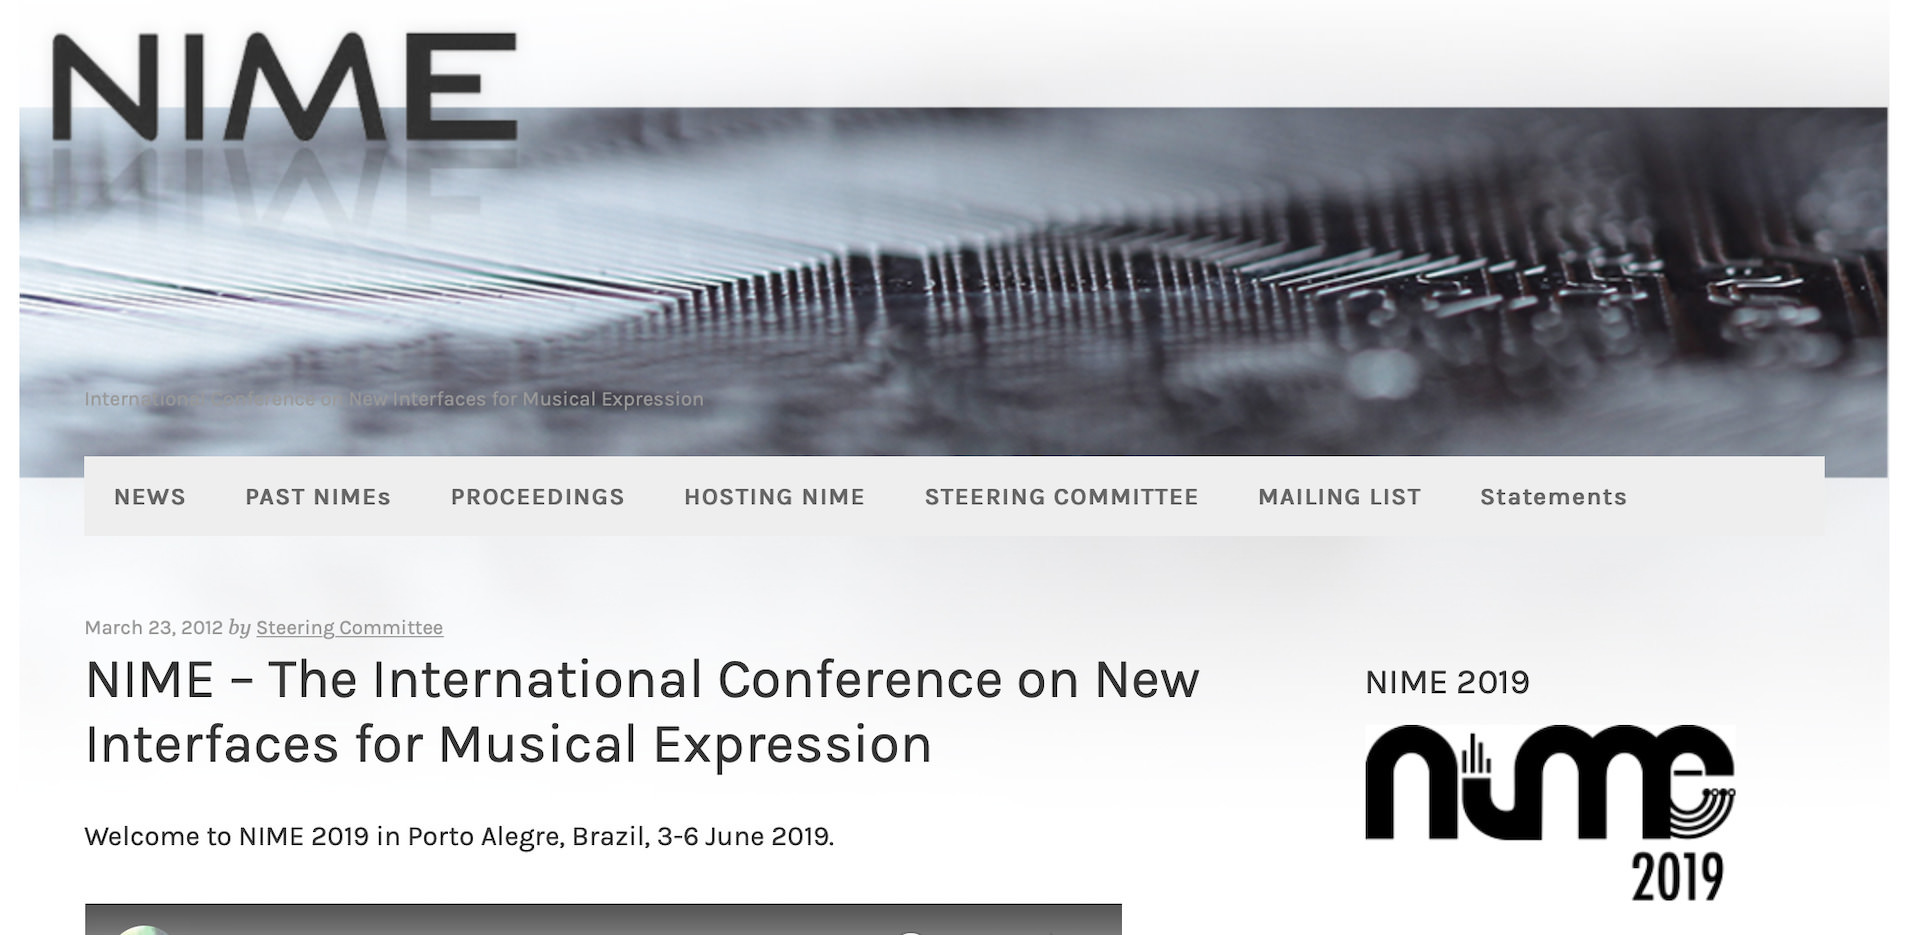 NIME
International Conference on New Interfaces for Musical Expression
NEWS PAST NIMEs PROCEEDINGS HOSTING NIME STEERING COMMITTEE MAILING LIST Statements
March 23, 2012 by Steering Committee
NIME – The International Conference on New
Interfaces for Musical Expression
NIME 2019
nime
2019
Welcome to NIME 2019 in Porto Alegre, Brazil, 3-6 June 2019.